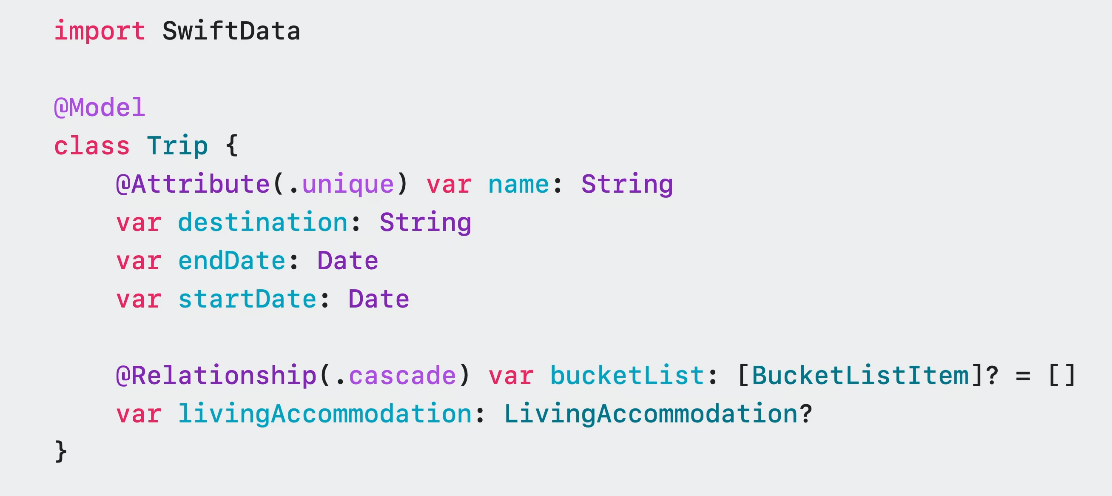 import SwiftData
@Model
class Trip {
@Attribute(.unique) var name: String
var destination: String
var endDate: Date
var startDate: Date
@Relationship(.cascade) var bucketList: [BucketListItem]? = []
var livingAccommodation: LivingAccommodation?
}